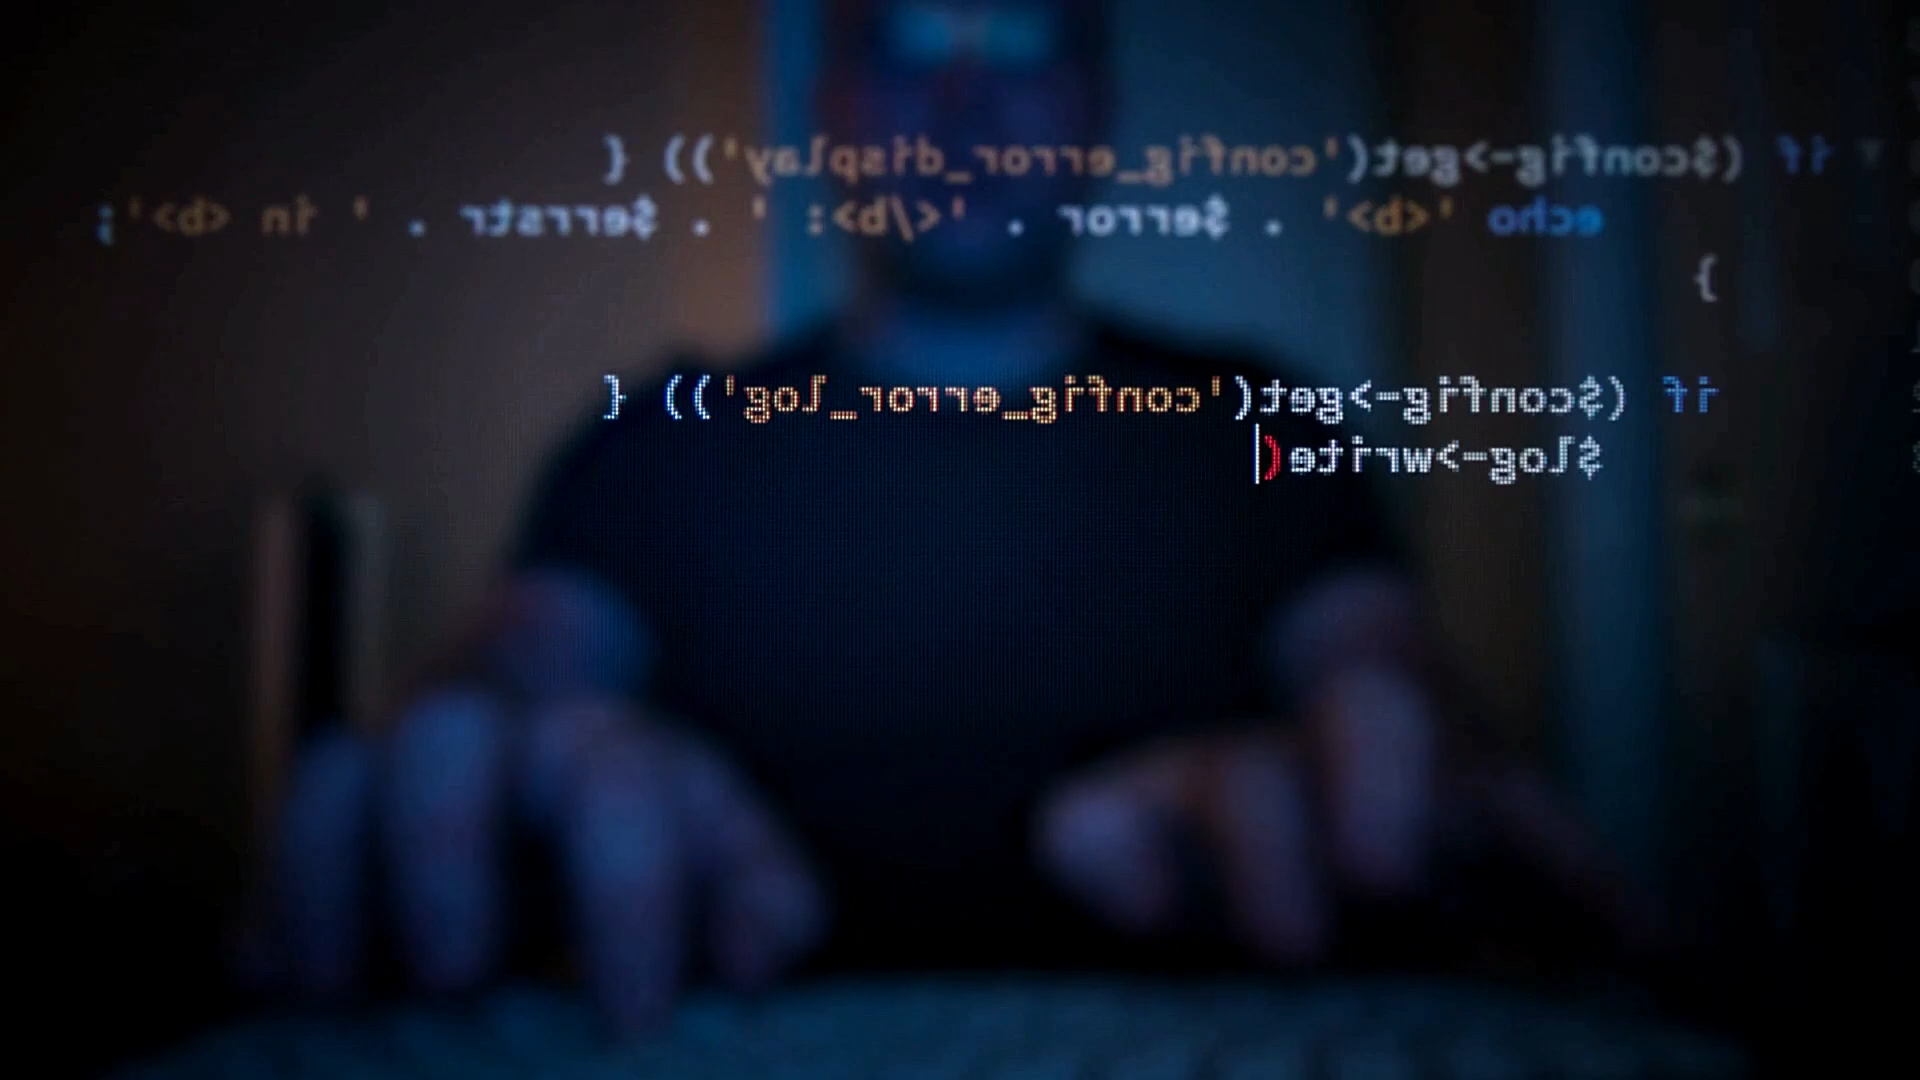 if ($config->get('config_error_display')) {
echo '<b>' . $error . '<\/b>: ' . $errstr . ' in <b>';
}
if ($config->get('config_error_log')) {
$log->write(